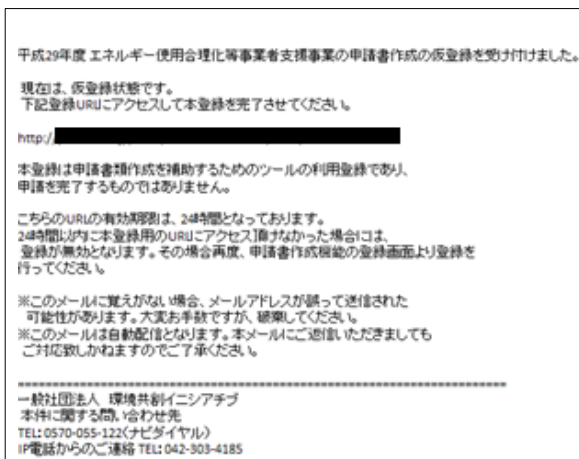 平成29年度 エネルギー使用合理化等事業者支援事業の申請書作成の仮登録を受け付けました。
現在は、仮登録状態です。
下記登録URLにアクセスして本登録を完了させてください。
http://
本登録は申請書類作成を補助するためのツールの利用登録であり、
申請を完了するものではありません。
こちらのURLの有効期限は、24時間となっております。
24時間以内に本登録用のURLにアクセス頂けなかった場合には、
登録が無効となります。その場合再度、申請書作成機能の登録画面より登録を
行ってください。
※このメールに覚えがない場合、メールアドレスが誤って送信された
可能性があります。大変お手数ですが、破棄してください。
※このメールは自動配信となります。本メールにご返信いただきましても
ご対応致しかねますのでご了承ください。
**********************************************************************
一般社団法人 環境共創イニシアチブ
本件に関する問い合わせ先
TEL:0570-055-122(ナビダイヤル)
IP電話からのご連絡 TEL:042-303-4185